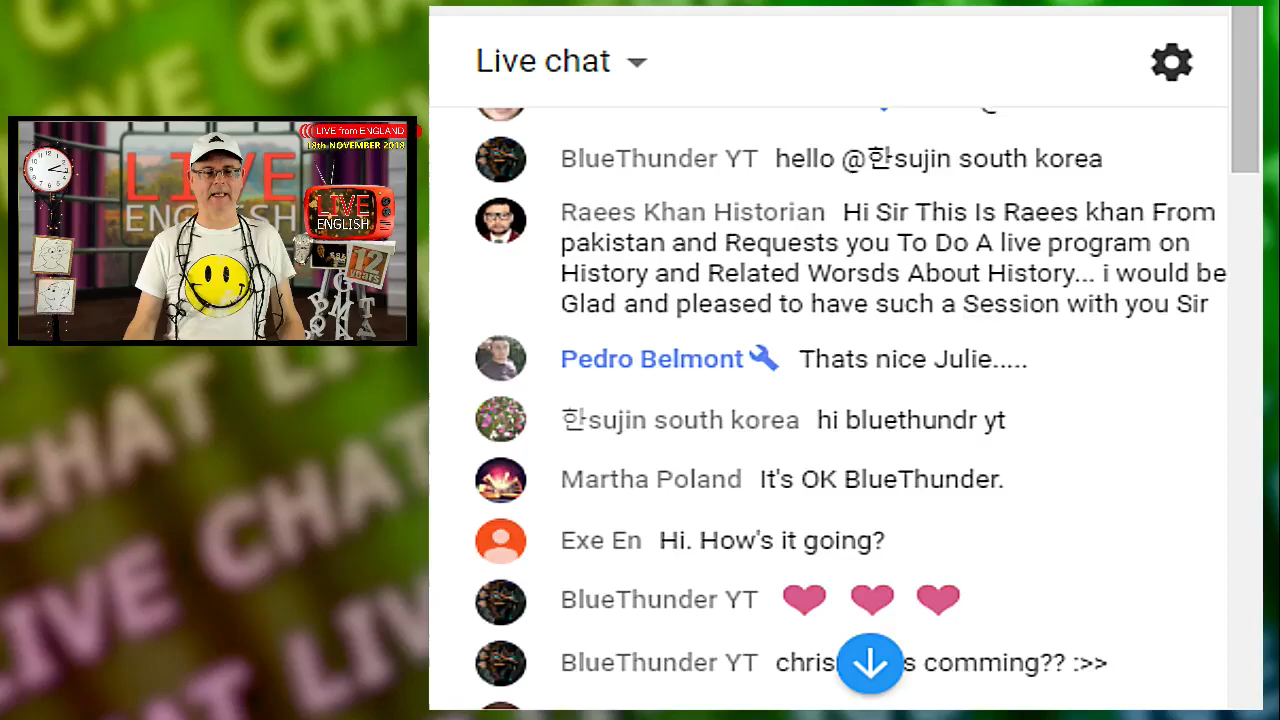 Live chat
BlueThunder YT hello @한sujin south korea
Raees Khan Historian Hi Sir This Is Raees khan From
pakistan and Requests you To Do A live program on
History and Related Worsds About History... i would be
Glad and pleased to have such a Session with you Sir
Pedro Belmont Thats nice Julie.....
한sujin south korea hi bluethundr yt
Martha Poland It's OK BlueThunder.
Exe En Hi. How's it going?
BlueThunder YT
BlueThunder YT comming?? :>>
LIVE from ENGLAND
18th NOVEMBER 2018
LIVE
ENGLISH
LIVE
ENGLISH
12
years
LIVE CHAT